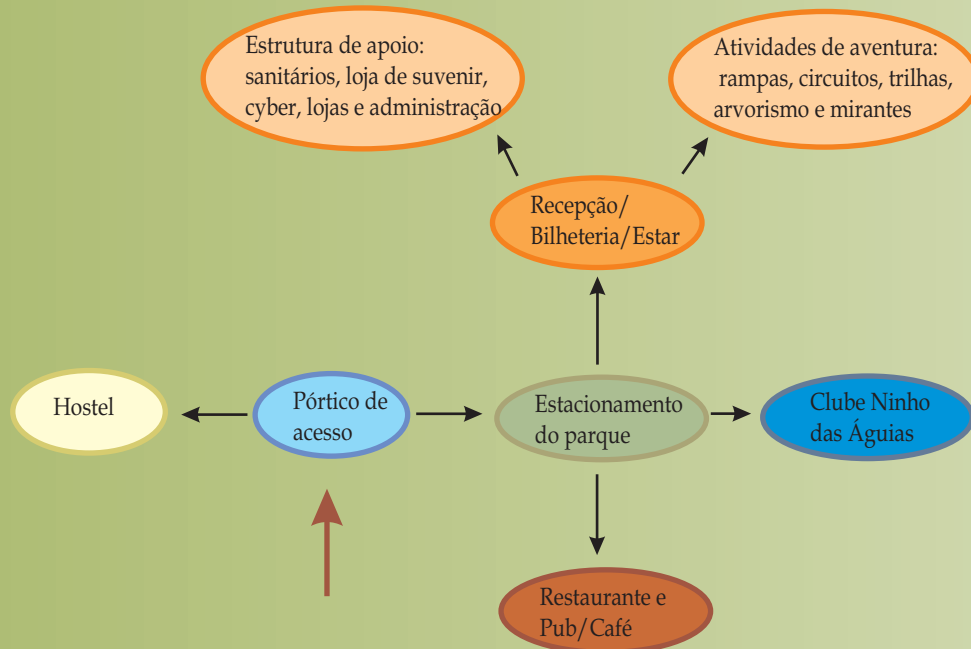 Estrutura de apoio:
sanitários, loja de suvenir,
cyber, lojas e administração
Atividades de aventura:
rampas, circuitos, trilhas,
arvorismo e mirantes
Recepção/
Bilheteria/Estar
Hostel
Pórtico de
acesso
Estacionamento
do parque
Clube Ninho
das Águias
Restaurante e
Pub/Café